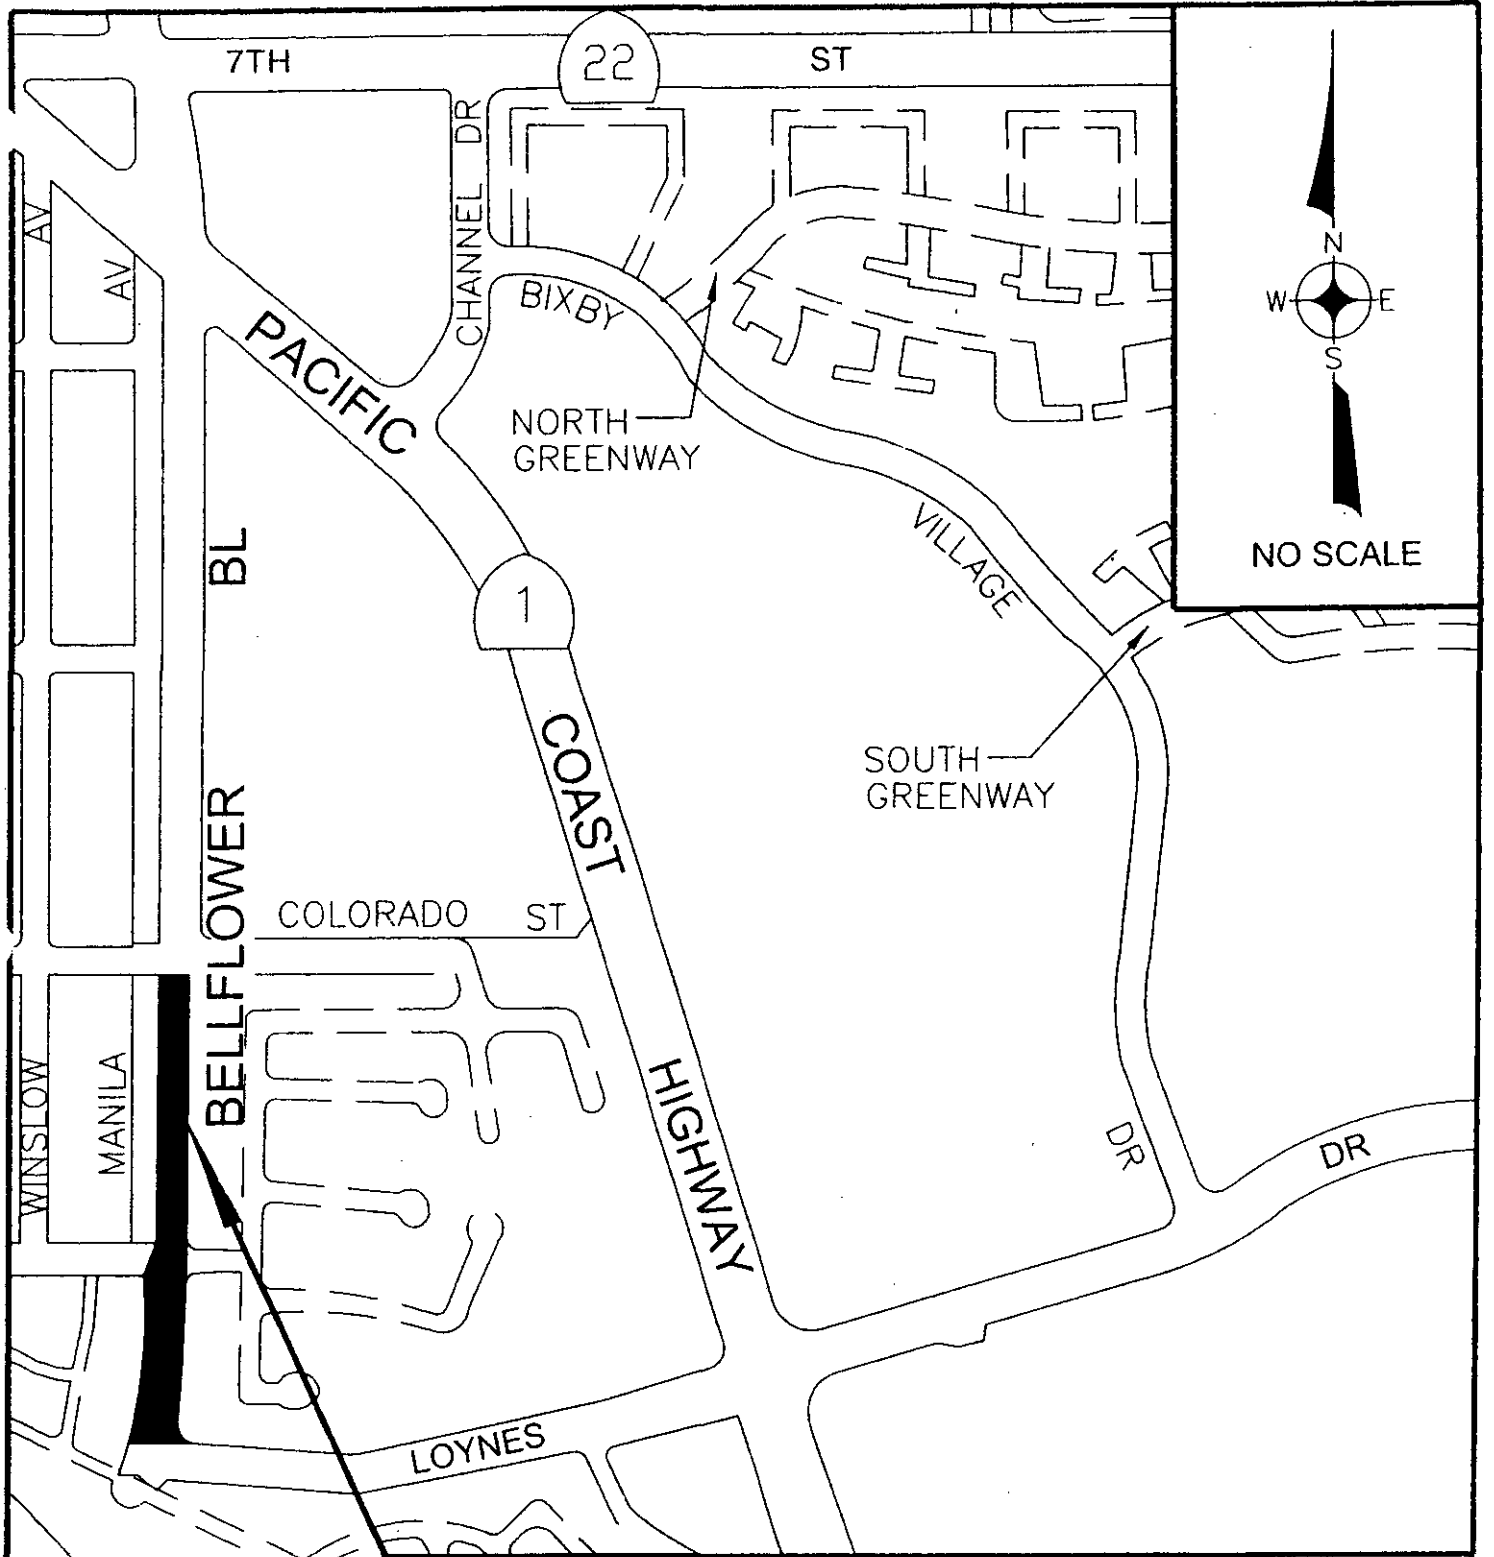 7TH ST
22
CHANNEL DR
AV
AV
N
W E
S
NO SCALE
BIXBY VILLAGE DR
PACIFIC COAST HIGHWAY
NORTH
GREENWAY
1
BELLFLOWER BL
SOUTH
GREENWAY
COLORADO ST
WINSLOW
MANILA
LOYNES DR